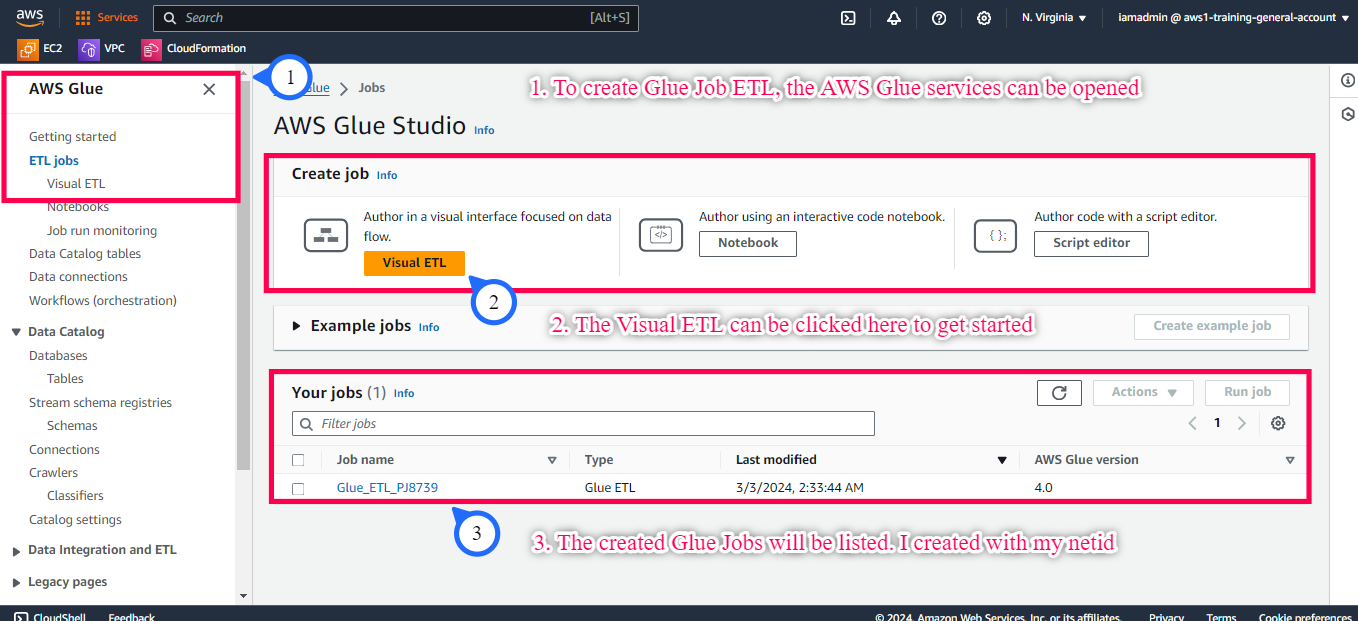 aws
Services
Search
[Alt+S]
N. Virginia
iamadmin @ aws1-training-general-account
EC2
VPC
CloudFormation
AWS Glue
Getting started
ETL jobs
Visual ETL
Notebooks
Job run monitoring
Data Catalog tables
Data connections
Workflows (orchestration)
Data Catalog
Databases
Tables
Stream schema registries
Schemas
Connections
Crawlers
Classifiers
Catalog settings
Data Integration and ETL
Legacy pages
1
Glue
Jobs
1. To create Glue Job ETL, the AWS Glue services can be opened
AWS Glue Studio Info
Create job Info
Author in a visual interface focused on data
flow.
Visual ETL
Author using an interactive code notebook.
Notebook
Author code with a script editor.
Script editor
2
Example jobs Info
2. The Visual ETL can be clicked here to get started
Create example job
Your jobs (1) Info
Actions
Run job
Filter jobs
1
Job name
Type
Last modified
AWS Glue version
Glue_ETL_PJ8739
Glue ETL
3/3/2024, 2:33:44 AM
4.0
3
3. The created Glue Jobs will be listed. I created with my netid
CloudShell
Feedback
© 2024, Amazon Web Services, Inc. or its affiliates.
Privacy
Terms
Cookie preferences